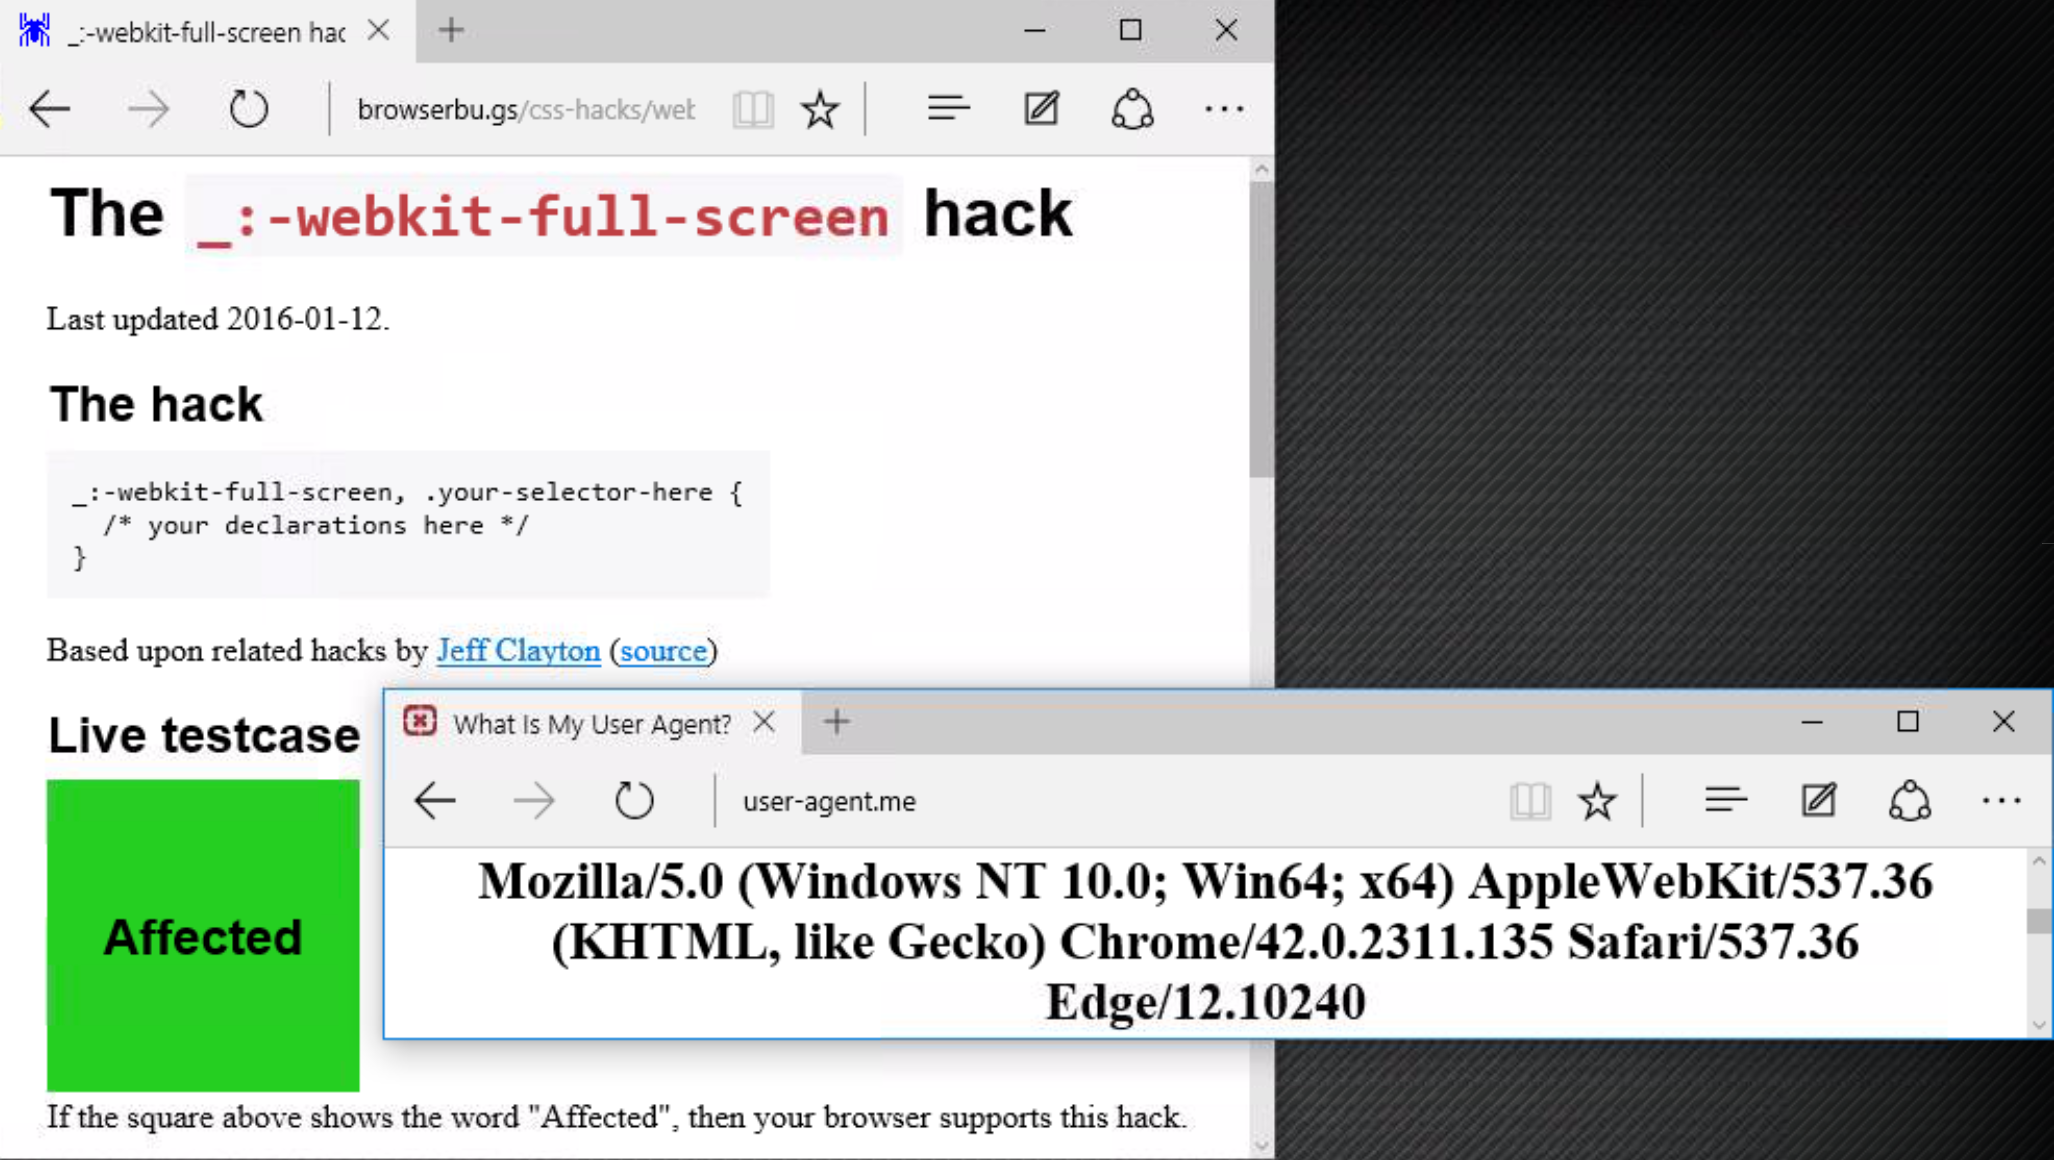 _:-webkit-full-screen hac
browserbu.gs/css-hacks/wet
The _:-webkit-full-screen hack
Last updated 2016-01-12.
The hack
_:-webkit-full-screen, .your-selector-here {
/* your declarations here */
}
Based upon related hacks by Jeff Clayton (source)
Live testcase
Affected
If the square above shows the word "Affected", then your browser supports this hack.
What Is My User Agent?
user-agent.me
Mozilla/5.0 (Windows NT 10.0; Win64; x64) AppleWebKit/537.36
(KHTML, like Gecko) Chrome/42.0.2311.135 Safari/537.36
Edge/12.10240